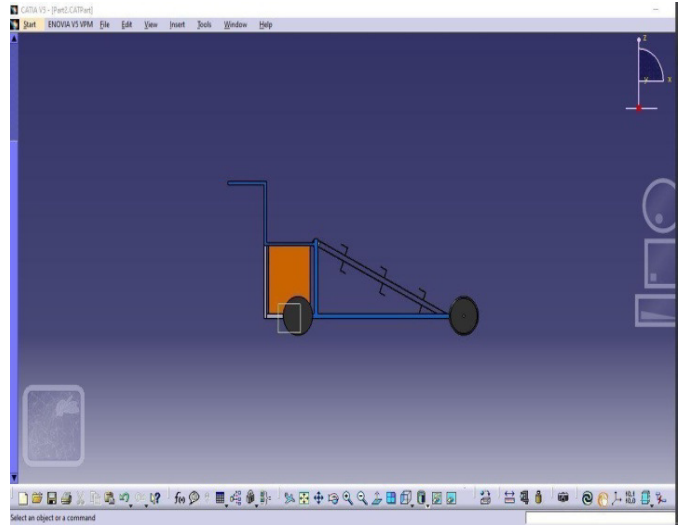 CATIA V5 - [Part2.CATPart]
Start ENOVIA V5 VPM File Edit View Insert Tools Window Help
z
y x
f(x)
Select an object or a command